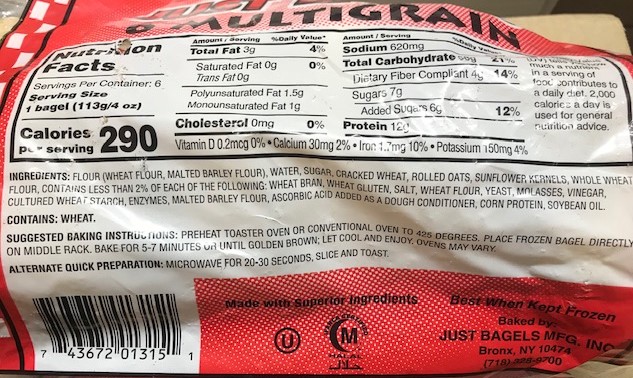 JUST
MULTIGRAIN
Nutrition Facts
Servings Per Container: 6
Serving Size
1 bagel (113g/4 oz)
Calories
per serving 290
Amount / Serving %Daily Value*
Total Fat 3g 4%
Saturated Fat 0g 0%
Trans Fat 0g
Polyunsaturated Fat 1.5g
Monounsaturated Fat 1g
Cholesterol 0mg 0%
Amount / Serving %Daily Value*
Sodium 620mg
Total Carbohydrate 21%
Dietary Fiber Compliant 4g 14%
Sugars 7g
Added Sugars 6g 12%
Protein 12g
Vitamin D 0.2mcg 0% • Calcium 30mg 2% • Iron 1.7mg 10% • Potassium 150mg 4%
much a nutrient
in a serving of
food contributes to
a daily diet. 2,000
calories a day is
used for general
nutrition advice.
INGREDIENTS: FLOUR (WHEAT FLOUR, MALTED BARLEY FLOUR), WATER, SUGAR, CRACKED WHEAT, ROLLED OATS, SUNFLOWER KERNELS, WHOLE WHEAT
FLOUR, CONTAINS LESS THAN 2% OF EACH OF THE FOLLOWING: WHEAT BRAN, WHEAT GLUTEN, SALT, WHEAT FLOUR, YEAST, MOLASSES, VINEGAR,
CULTURED WHEAT STARCH, ENZYMES, MALTED BARLEY FLOUR, ASCORBIC ACID ADDED AS A DOUGH CONDITIONER, CORN PROTEIN, SOYBEAN OIL.
CONTAINS: WHEAT.
SUGGESTED BAKING INSTRUCTIONS: PREHEAT TOASTER OVEN OR CONVENTIONAL OVEN TO 425 DEGREES. PLACE FROZEN BAGEL DIRECTLY
ON MIDDLE RACK. BAKE FOR 5-7 MINUTES OR UNTIL GOLDEN BROWN; LET COOL AND ENJOY. OVENS MAY VARY.
ALTERNATE QUICK PREPARATION: MICROWAVE FOR 20-30 SECONDS, SLICE AND TOAST.
7 43672 01315 1
Made with Superior Ingredients
U
M
HALAL
حلال
Best When Kept Frozen
Baked by
JUST BAGELS MFG. INC
Bronx, NY 10474
(718) 328-9700